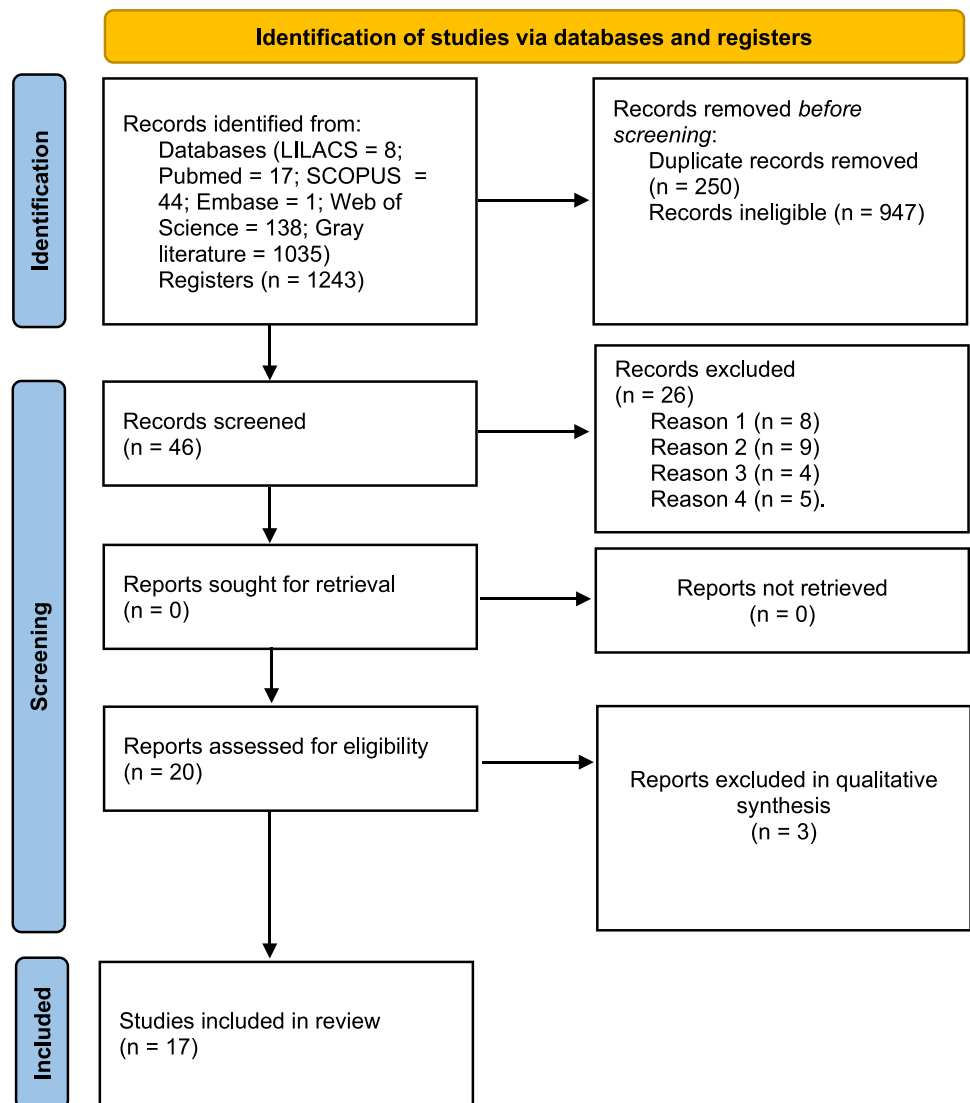 Identification of studies via databases and registers
Identification
Records identified from:
Databases (LILACS = 8;
Pubmed = 17; SCOPUS =
44; Embase = 1; Web of
Science = 138; Gray
literature = 1035)
Registers (n = 1243)
Records removed before
screening:
Duplicate records removed
(n = 250)
Records ineligible (n = 947)
Screening
Records screened
(n = 46)
Records excluded
(n = 26)
Reason 1 (n = 8)
Reason 2 (n = 9)
Reason 3 (n = 4)
Reason 4 (n = 5).
Reports sought for retrieval
(n = 0)
Reports not retrieved
(n = 0)
Reports assessed for eligibility
(n = 20)
Reports excluded in qualitative
synthesis
(n = 3)
Included
Studies included in review
(n = 17)